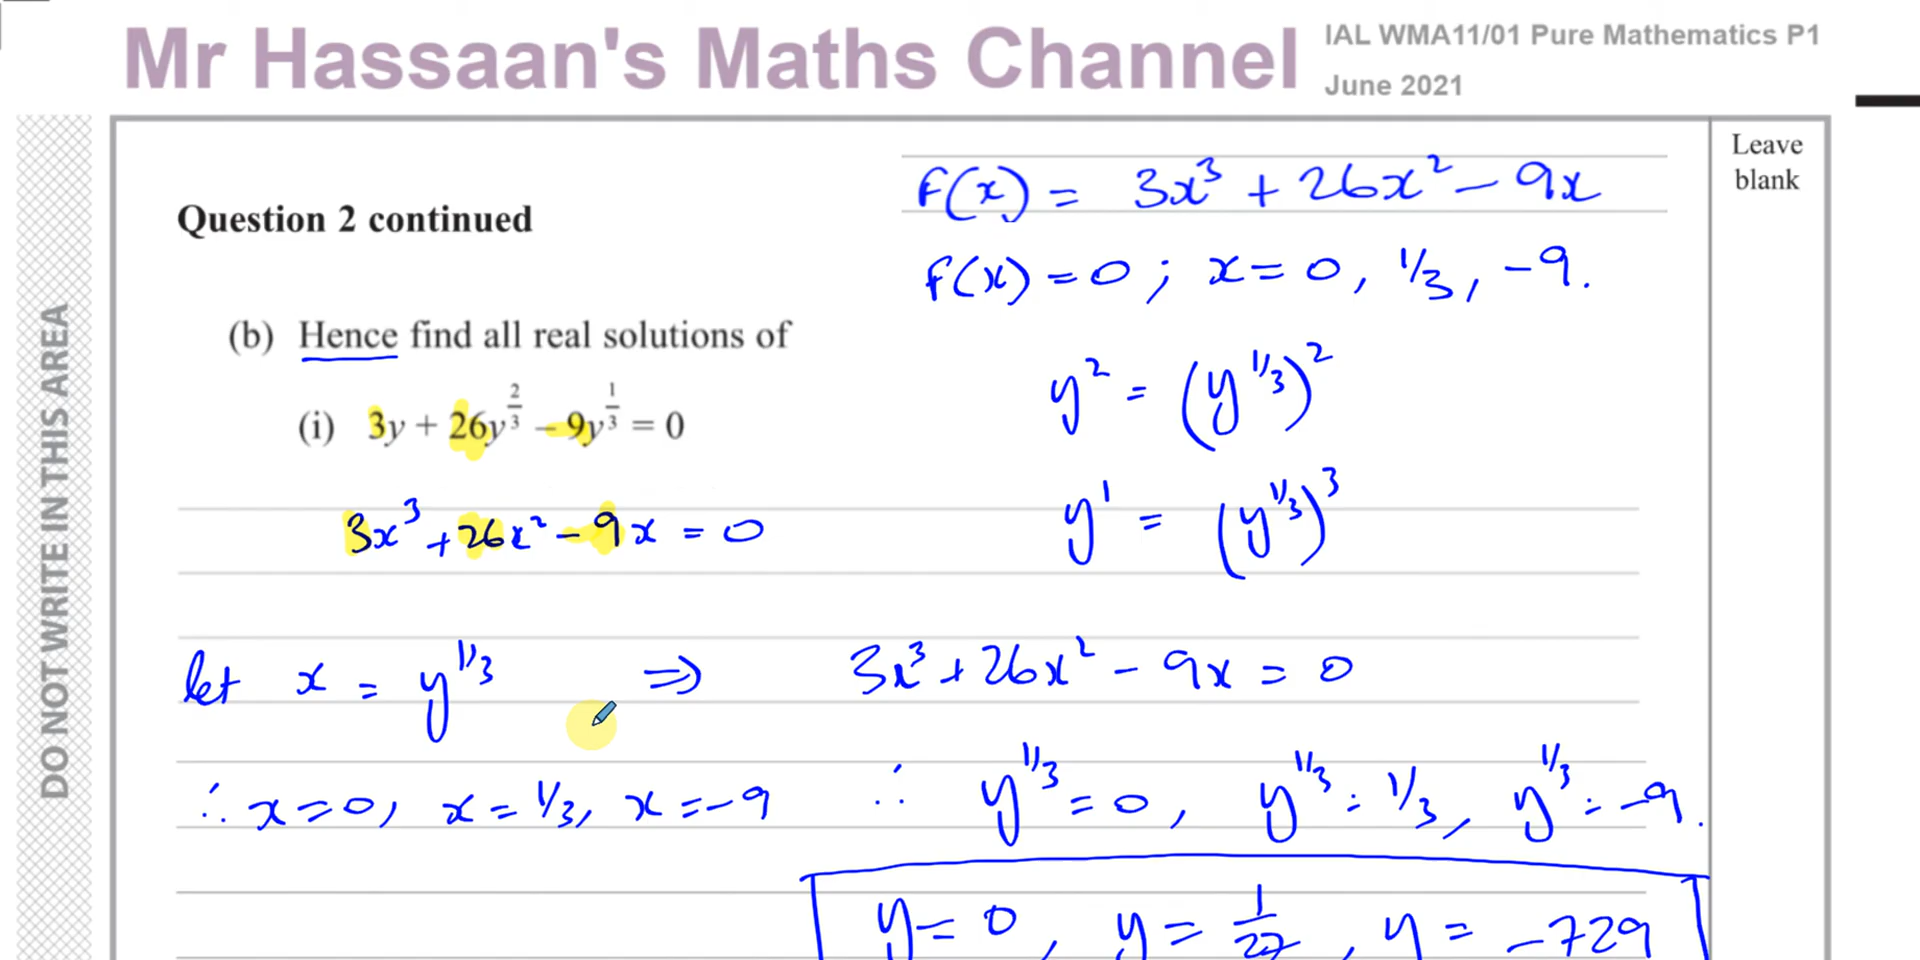 Mr Hassaan's Maths Channel
IAL WMA11/01 Pure Mathematics P1
June 2021
DO NOT WRITE IN THIS AREA
Leave
blank
Question 2 continued
f(x) = 3x³ + 26x² − 9x
f(x) = 0 ; x = 0, 1/3, −9.
(b) Hence find all real solutions of
(i) 3y + 26y^(2/3) − 9y^(1/3) = 0
y² = (y^(1/3))²
3x³ + 26x² − 9x = 0
y¹ = (y^(1/3))³
let x = y^(1/3) ⇒ 3x³ + 26x² − 9x = 0
∴ x = 0, x = 1/3, x = −9 ∴ y^(1/3) = 0, y^(1/3) = 1/3, y^(1/3) = −9.
y = 0, y = 1/27, y = −729